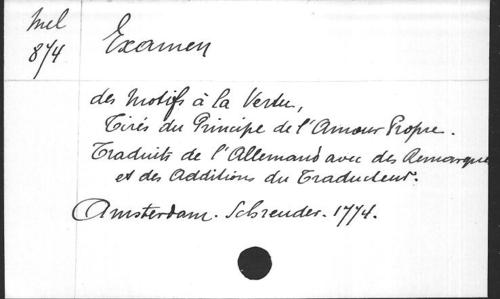 Mel
874
Examen
des Motifs à la Vertu,
Tirés du Principe de l'Amour Propre.
Traduits de l'Allemand avec des Remarques
et des Additions du Traducteur.
Amsterdam. Schreuder. 1774.